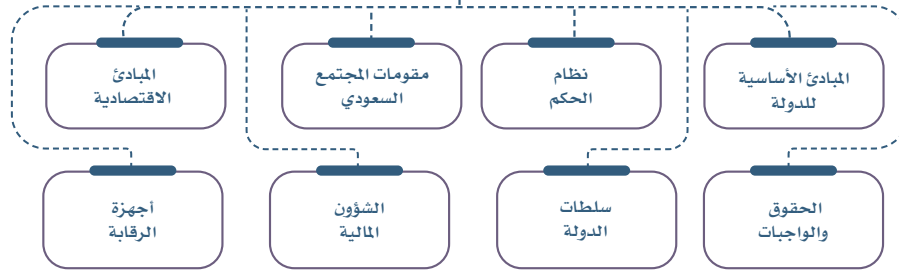 المبادئ الأساسية
للدولة
نظام
الحكم
مقومات المجتمع
السعودي
المبادئ
الاقتصادية
الحقوق
والواجبات
سلطات
الدولة
الشؤون
المالية
أجهزة
الرقابة